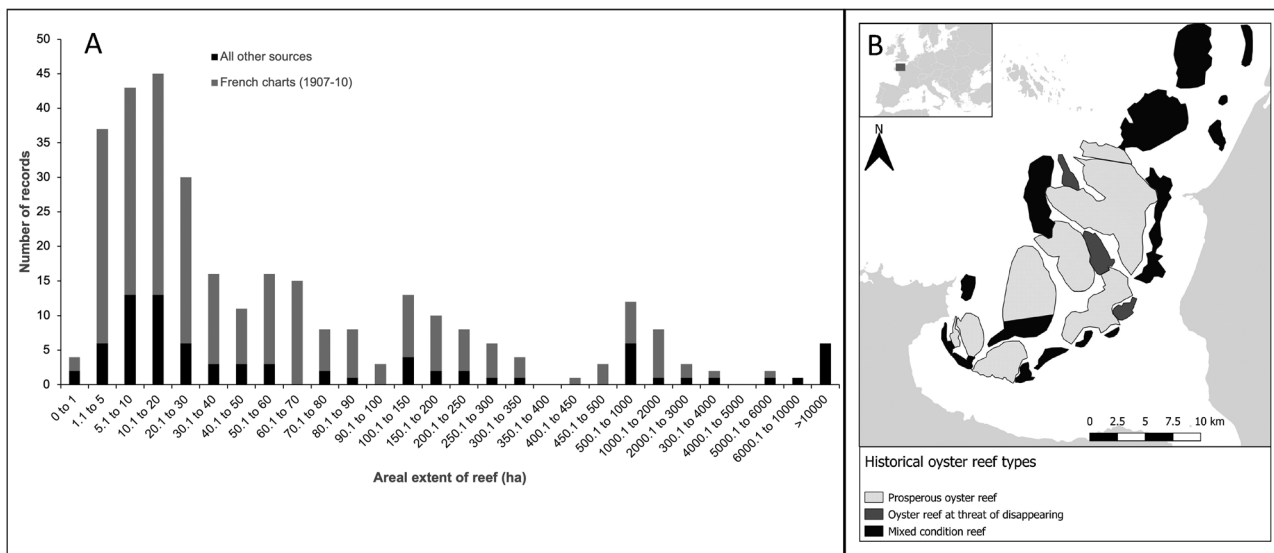 A
All other sources
French charts (1907-10)
Number of records
50
45
40
35
30
25
20
15
10
5
0
0 to 1
1.1 to 5
5.1 to 10
10.1 to 20
20.1 to 30
30.1 to 40
40.1 to 50
50.1 to 60
60.1 to 70
70.1 to 80
80.1 to 90
90.1 to 100
100.1 to 150
150.1 to 200
200.1 to 250
250.1 to 300
300.1 to 350
350.1 to 400
400.1 to 450
450.1 to 500
500.1 to 1000
1000.1 to 2000
2000.1 to 3000
300.1 to 4000
4000.1 to 5000
5000.1 to 6000
6000.1 to 10000
>10000
Areal extent of reef (ha)
B
N
0 2.5 5 7.5 10 km
Historical oyster reef types
Prosperous oyster reef
Oyster reef at threat of disappearing
Mixed condition reef